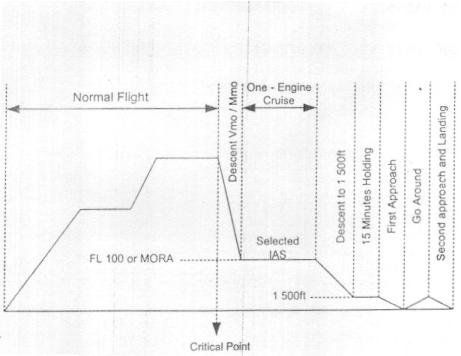 Normal Flight
Descent Vmo / Mmo
One - Engine
Cruise
Descent to 1 500ft
15 Minutes Holding
First Approach
Go Around
Second approach and Landing
FL 100 or MORA
Selected
IAS
1 500ft
Critical Point